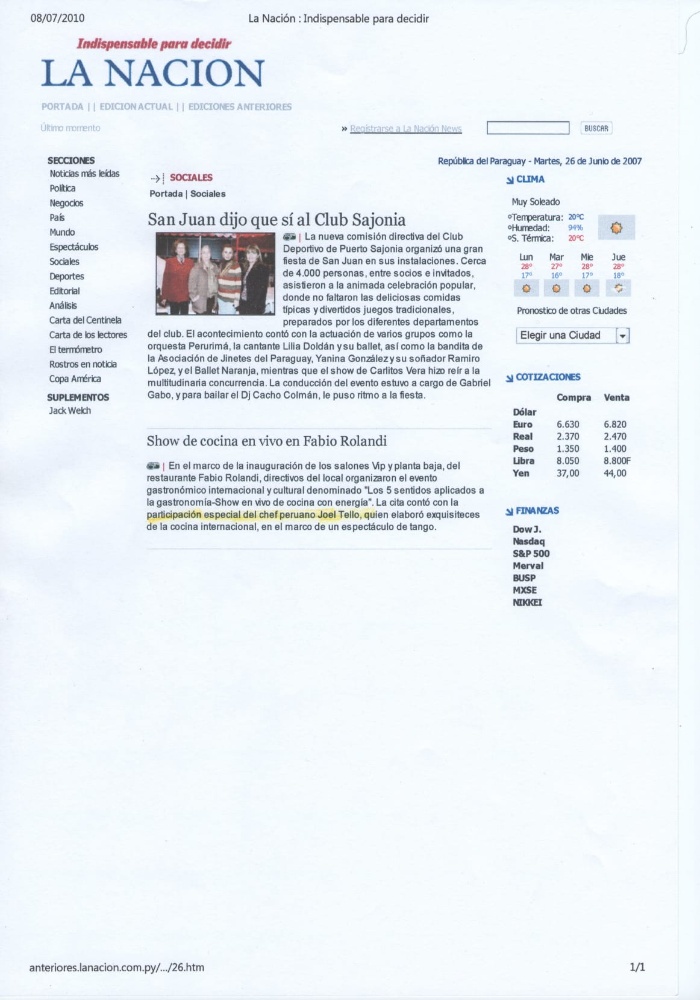 08/07/2010
La Nación : Indispensable para decidir
Indispensable para decidir
LA NACION
PORTADA | | EDICION ACTUAL | | EDICIONES ANTERIORES
Último momento
» Registrarse a La Nación News
BUSCAR
República del Paraguay - Martes, 26 de Junio de 2007
SECCIONES
Noticias más leídas
Política
Negocios
País
Mundo
Espectáculos
Sociales
Deportes
Editorial
Análisis
Carta del Centinela
Carta de los lectores
El termómetro
Rostros en noticia
Copa América
SUPLEMENTOS
Jack Welch
SOCIALES
Portada | Sociales
San Juan dijo que sí al Club Sajonia
| La nueva comisión directiva del Club
Deportivo de Puerto Sajonia organizó una gran
fiesta de San Juan en sus instalaciones. Cerca
de 4.000 personas, entre socios e invitados,
asistieron a la animada celebración popular,
donde no faltaron las deliciosas comidas
típicas y divertidos juegos tradicionales,
preparados por los diferentes departamentos
del club. El acontecimiento contó con la actuación de varios grupos como la
orquesta Perurimá, la cantante Lilia Doldán y su ballet, así como la bandita de
la Asociación de Jinetes del Paraguay, Yanina González y su soñador Ramiro
López, y el Ballet Naranja, mientras que el show de Carlitos Vera hizo reír a la
multitudinaria concurrencia. La conducción del evento estuvo a cargo de Gabriel
Gabo, y para bailar el Dj Cacho Colmán, le puso ritmo a la fiesta.
Show de cocina en vivo en Fabio Rolandi
| En el marco de la inauguración de los salones Vip y planta baja, del
restaurante Fabio Rolandi, directivos del local organizaron el evento
gastronómico internacional y cultural denominado "Los 5 sentidos aplicados a
la gastronomía-Show en vivo de cocina con energía". La cita contó con la
participación especial del chef peruano Joel Tello, quien elaboró exquisiteces
de la cocina internacional, en el marco de un espectáculo de tango.
CLIMA
Muy Soleado
ºTemperatura: 20ºC
ºHumedad: 94%
ºS. Térmica: 20ºC
Lun Mar Mie Jue
28º 27º 28º 28º
17º 16º 17º 18º
Pronostico de otras Ciudades
Elegir una Ciudad
COTIZACIONES
Compra Venta
Dólar
Euro 6.630 6.820
Real 2.370 2.470
Peso 1.350 1.400
Libra 8.050 8.800F
Yen 37,00 44,00
FINANZAS
Dow J.
Nasdaq
S&P 500
Merval
BUSP
MXSE
NIKKEI
anteriores.lanacion.com.py/.../26.htm
1/1